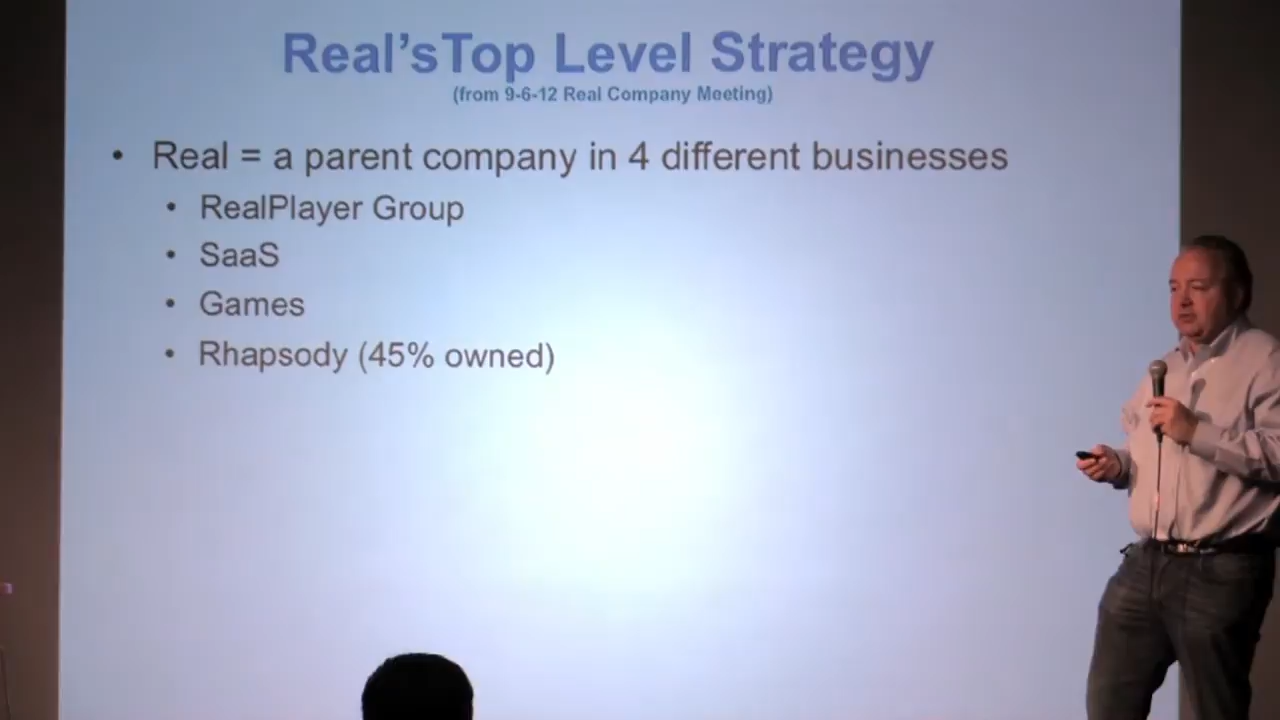 Real'sTop Level Strategy
(from 9-6-12 Real Company Meeting)
• Real = a parent company in 4 different businesses
• RealPlayer Group
• SaaS
• Games
• Rhapsody (45% owned)